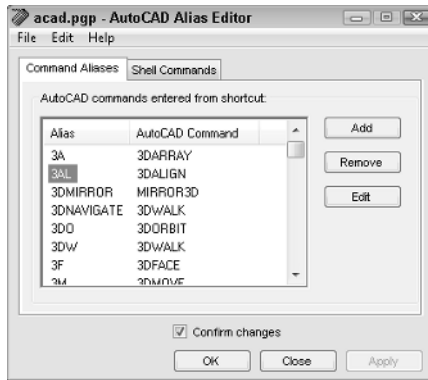 acad.pgp - AutoCAD Alias Editor
File Edit Help
Command Aliases Shell Commands
AutoCAD commands entered from shortcut:
Alias AutoCAD Command
3A 3DARRAY
3AL 3DALIGN
3DMIRROR MIRROR3D
3DNAVIGATE 3DWALK
3DO 3DORBIT
3DW 3DWALK
3F 3DFACE
3M 3DMOVE
Add
Remove
Edit
Confirm changes
OK Close Apply